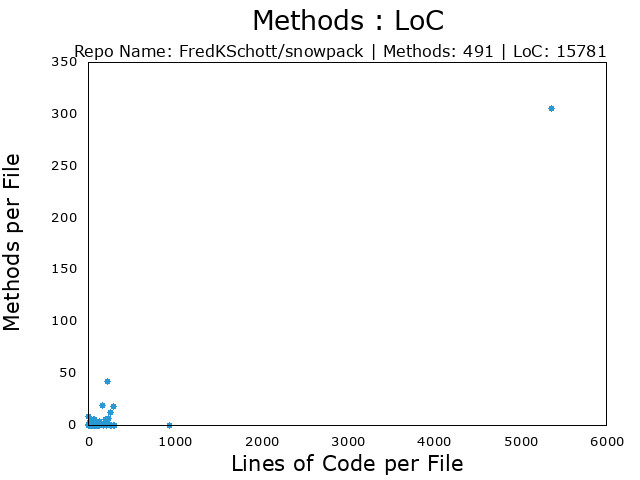 Methods : LoC
Repo Name: FredKSchott/snowpack | Methods: 491 | LoC: 15781
350
300
250
200
150
100
50
0
Methods per File
0 1000 2000 3000 4000 5000 6000
Lines of Code per File